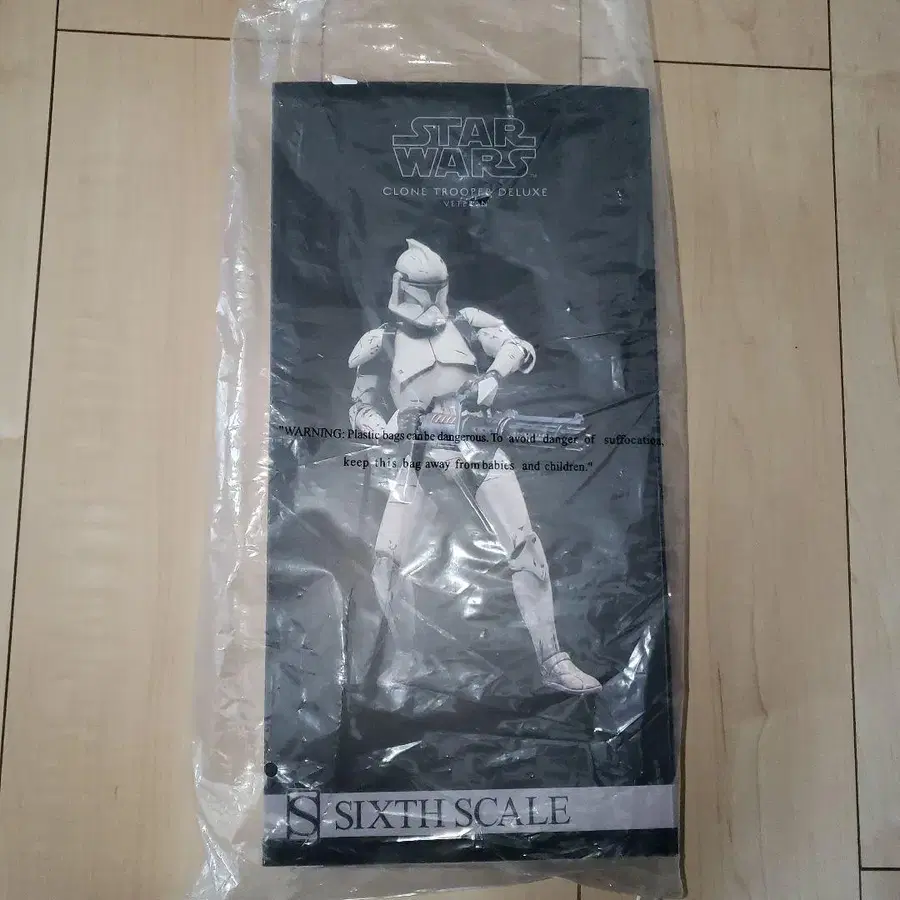 STAR
WARS
CLONE TROOPER DELUXE
VETERAN
"WARNING: Plastic bags can be dangerous. To avoid danger of suffocation,
keep this bag away from babies and children."
S SIXTH SCALE